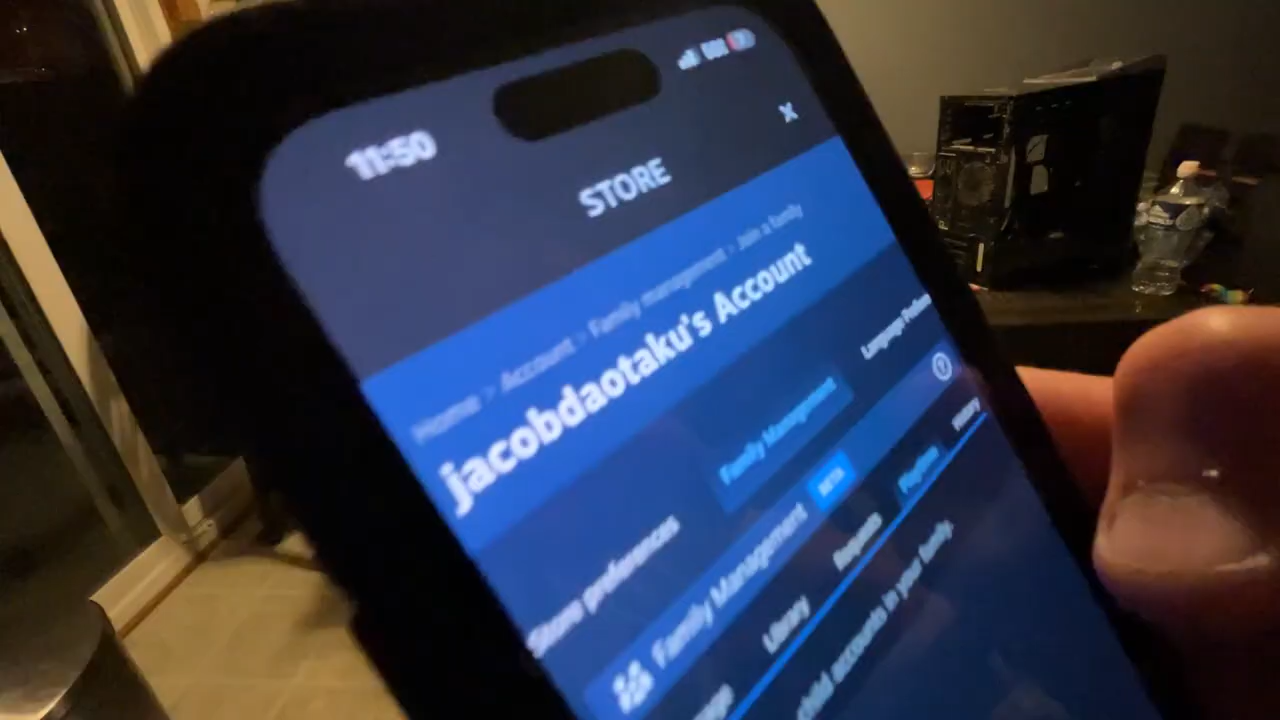 11:50
STORE
Home > Account > Family management > Join a family
jacobdaotaku's Account
Store preferences
Family Management
Language
Family Management BETA
Library
Requests
Playtime
History
child accounts in your family.